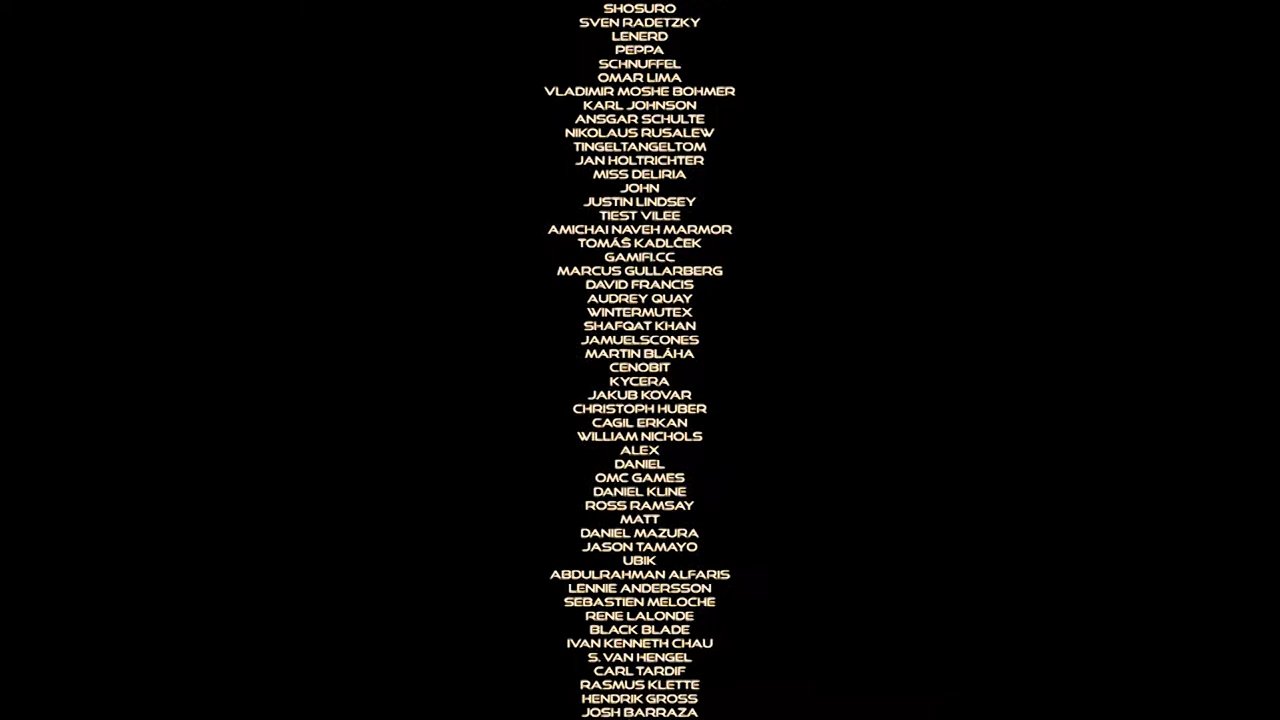 SHOSURO
SVEN RADETZKY
LENERD
PEPPA
SCHNUFFEL
OMAR LIMA
VLADIMIR MOSHE BOHMER
KARL JOHNSON
ANSGAR SCHULTE
NIKOLAUS RUSALEW
TINGELTANGELTOM
JAN HOLTRICHTER
MISS DELIRIA
JOHN
JUSTIN LINDSEY
TIEST VILEE
AMICHAI NAVEH MARMOR
TOMÁŠ KADLČEK
GAMIFI.CC
MARCUS GULLARBERG
DAVID FRANCIS
AUDREY QUAY
WINTERMUTEX
SHAFQAT KHAN
JAMUELSCONES
MARTIN BLÁHA
CENOBIT
KYCERA
JAKUB KOVAR
CHRISTOPH HUBER
CAGIL ERKAN
WILLIAM NICHOLS
ALEX
DANIEL
OMC GAMES
DANIEL KLINE
ROSS RAMSAY
MATT
DANIEL MAZURA
JASON TAMAYO
UBIK
ABDULRAHMAN ALFARIS
LENNIE ANDERSSON
SEBASTIEN MELOCHE
RENE LALONDE
BLACK BLADE
IVAN KENNETH CHAU
S. VAN HENGEL
CARL TARDIF
RASMUS KLETTE
HENDRIK GROSS
JOSH BARRAZA